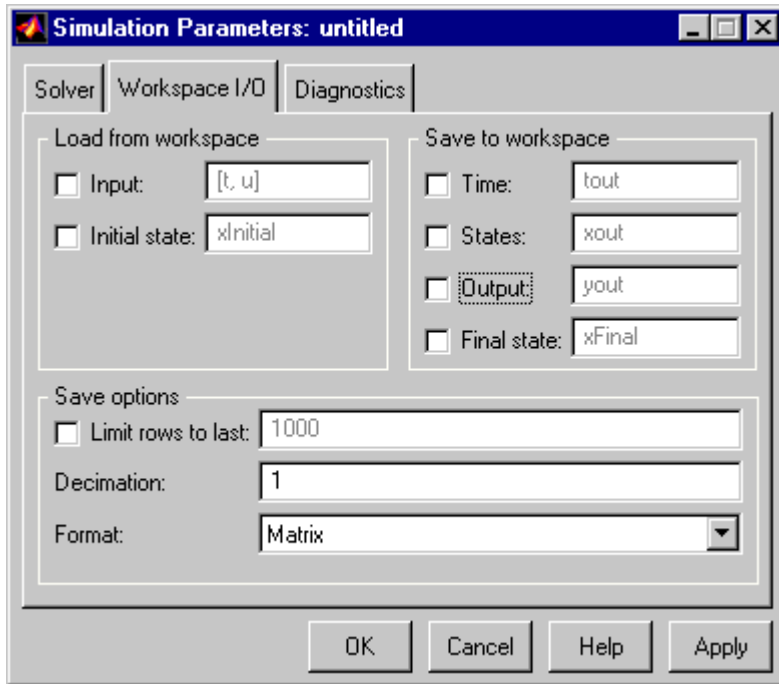 Simulation Parameters: untitled
Solver Workspace I/O Diagnostics
Load from workspace
Input: [t, u]
Initial state: xInitial
Save to workspace
Time: tout
States: xout
Output: yout
Final state: xFinal
Save options
Limit rows to last: 1000
Decimation: 1
Format: Matrix
OK Cancel Help Apply